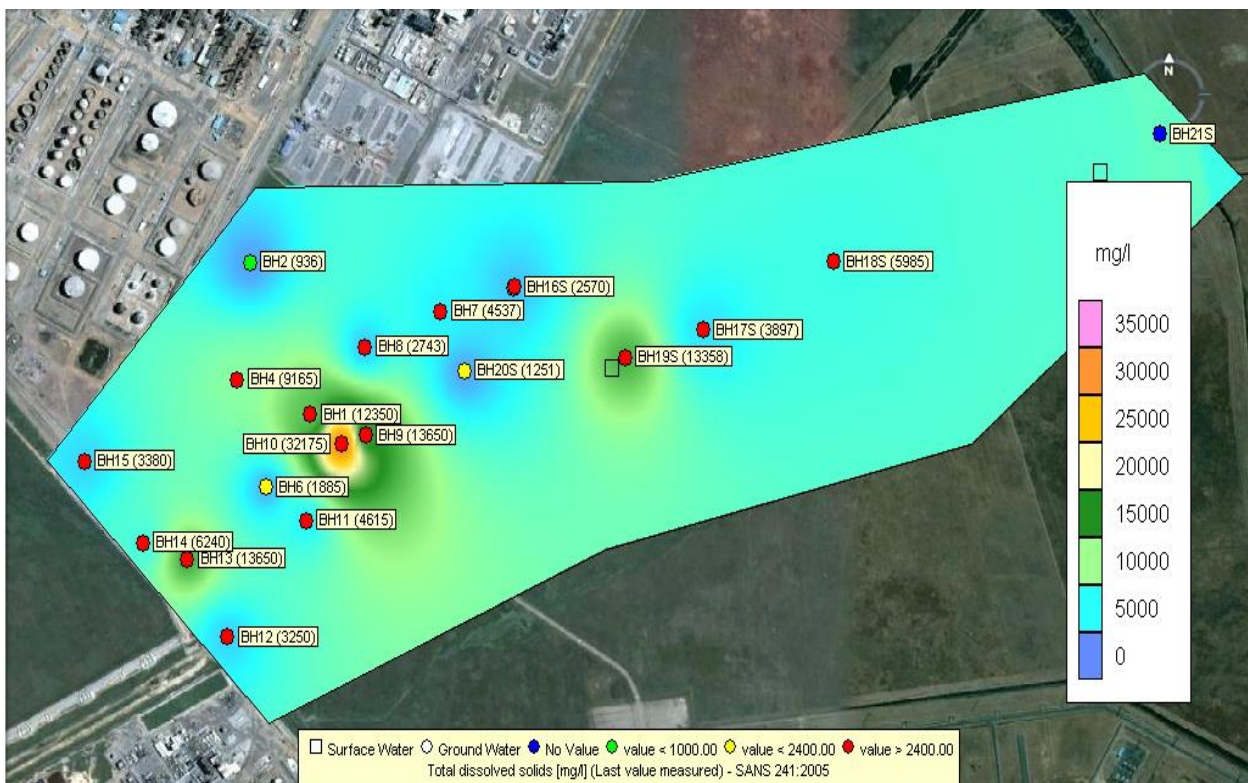 N
BH21S
BH2 (936)
BH18S (5985)
BH16S (2570)
BH7 (4537)
BH17S (3897)
BH8 (2743)
BH19S (13358)
BH20S (1251)
BH4 (9165)
BH1 (12350)
BH9 (13650)
BH10 (32175)
BH15 (3380)
BH6 (1885)
BH11 (4615)
BH14 (6240)
BH13 (13650)
BH12 (3250)
mg/l
35000
30000
25000
20000
15000
10000
5000
0
Surface Water Ground Water No Value value < 1000.00 value < 2400.00 value > 2400.00
Total dissolved solids [mg/l] (Last value measured) - SANS 241:2005